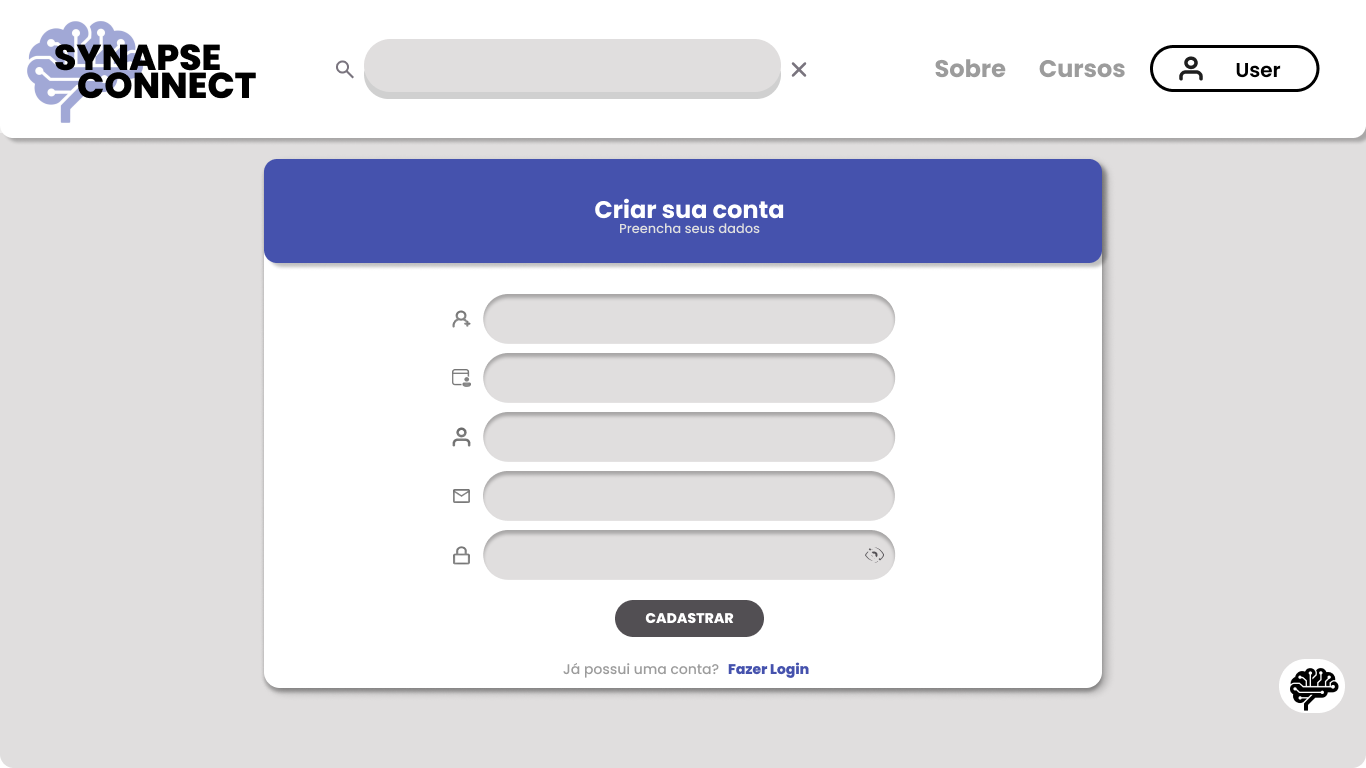 SYNAPSE
CONNECT
Sobre
Cursos
User
Criar sua conta
Preencha seus dados
CADASTRAR
Já possui uma conta? Fazer Login